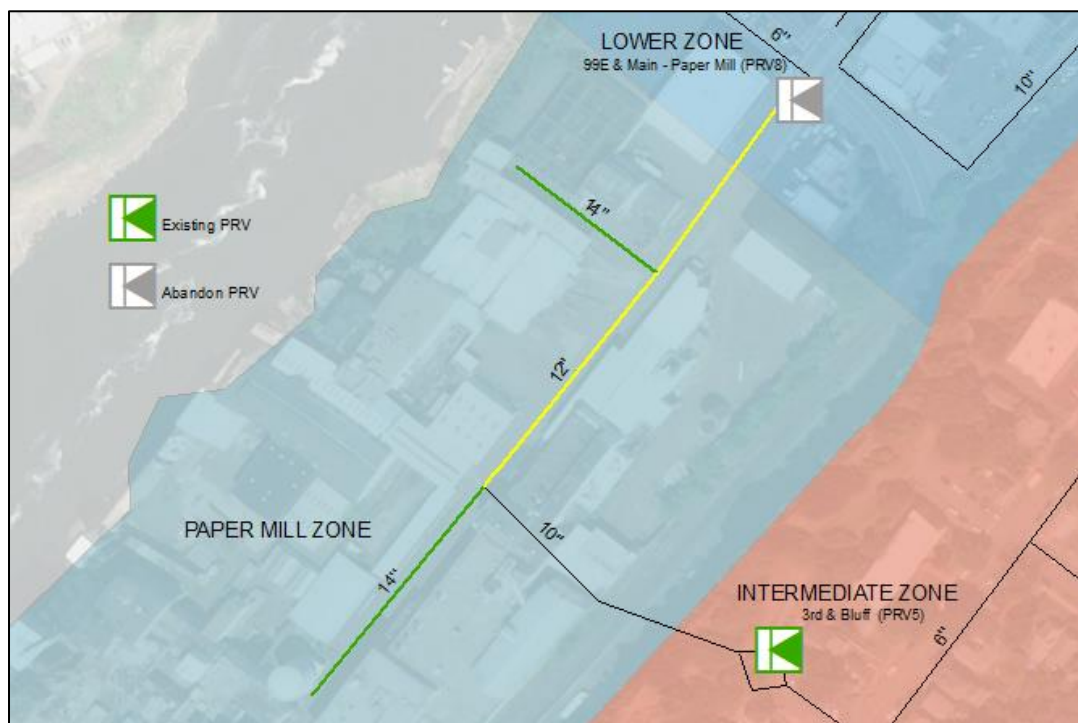 LOWER ZONE
99E & Main - Paper Mill (PRV8)
6"
10"
Existing PRV
14"
Abandon PRV
12"
PAPER MILL ZONE
10"
14"
INTERMEDIATE ZONE
3rd & Bluff (PRV5)
6"